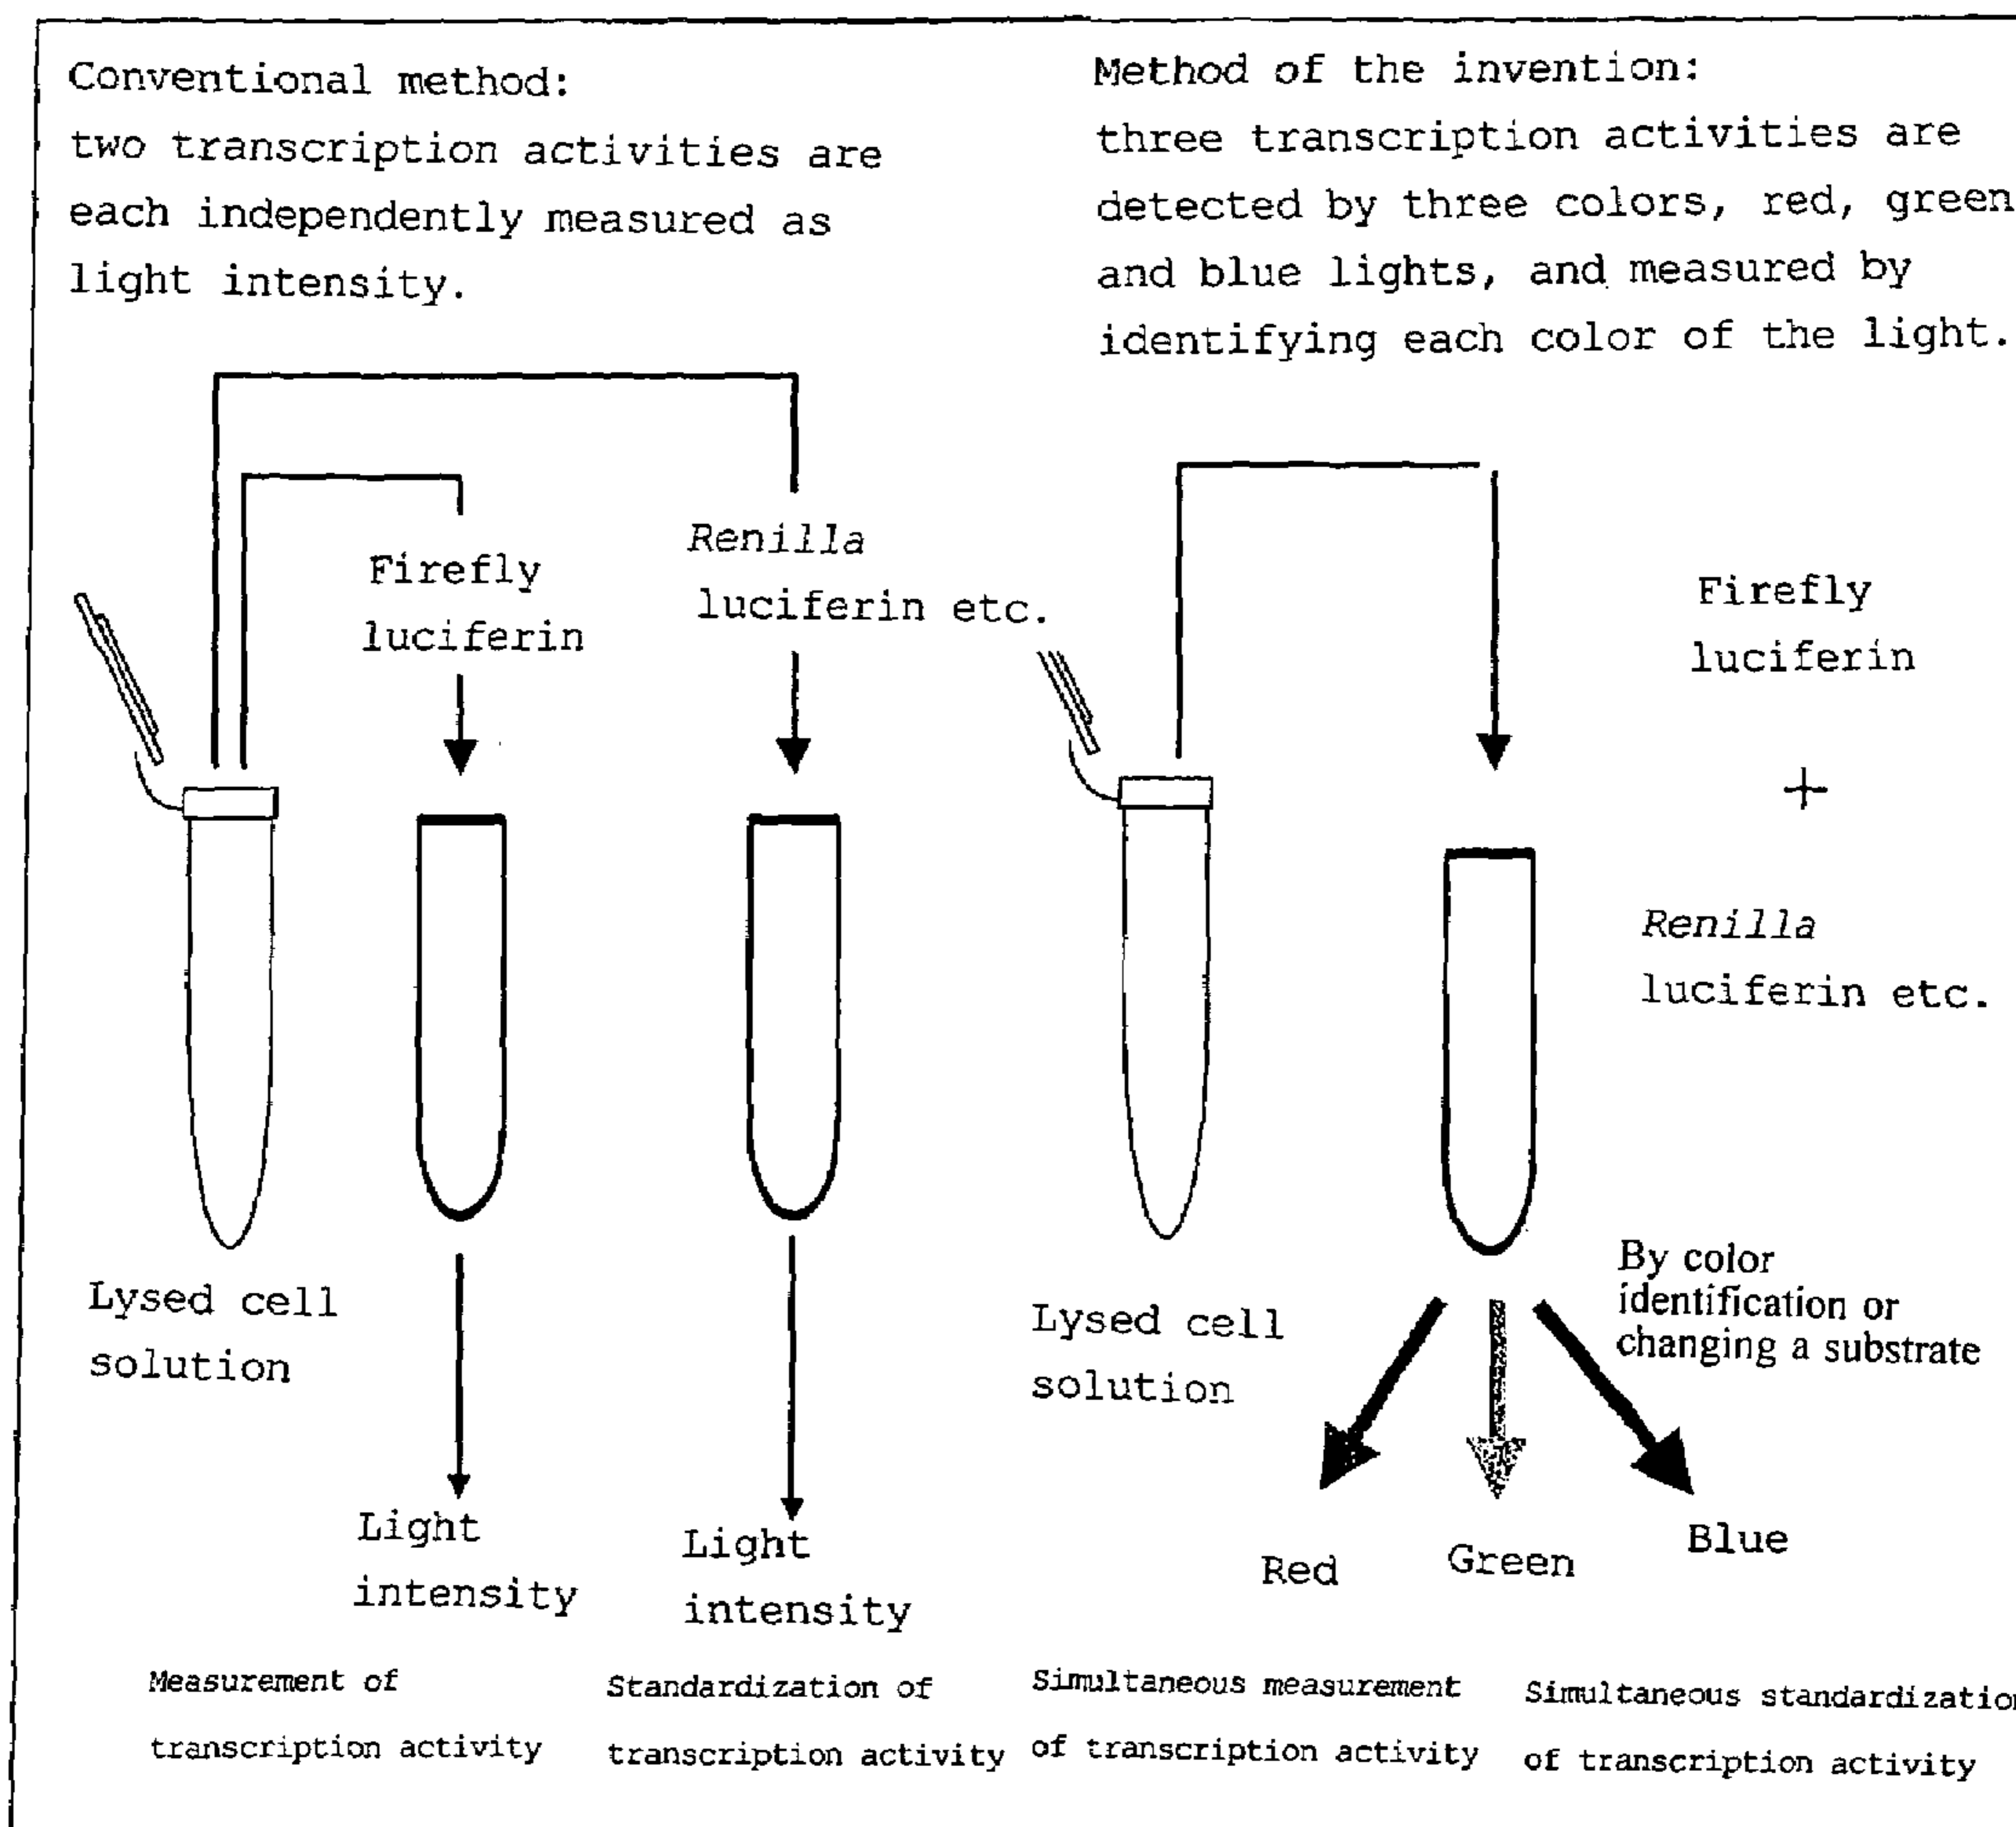 Conventional method:
two transcription activities are
each independently measured as
light intensity.
Method of the invention:
three transcription activities are
detected by three colors, red, green
and blue lights, and measured by
identifying each color of the light.
Firefly
luciferin
Renilla
luciferin etc.
Firefly
luciferin
+
Renilla
luciferin etc.
Lysed cell
solution
Lysed cell
solution
By color
identification or
changing a substrate
Light
intensity
Light
intensity
Red
Green
Blue
Measurement of
transcription activity
Standardization of
transcription activity
Simultaneous measurement
of transcription activity
Simultaneous standardization
of transcription activity